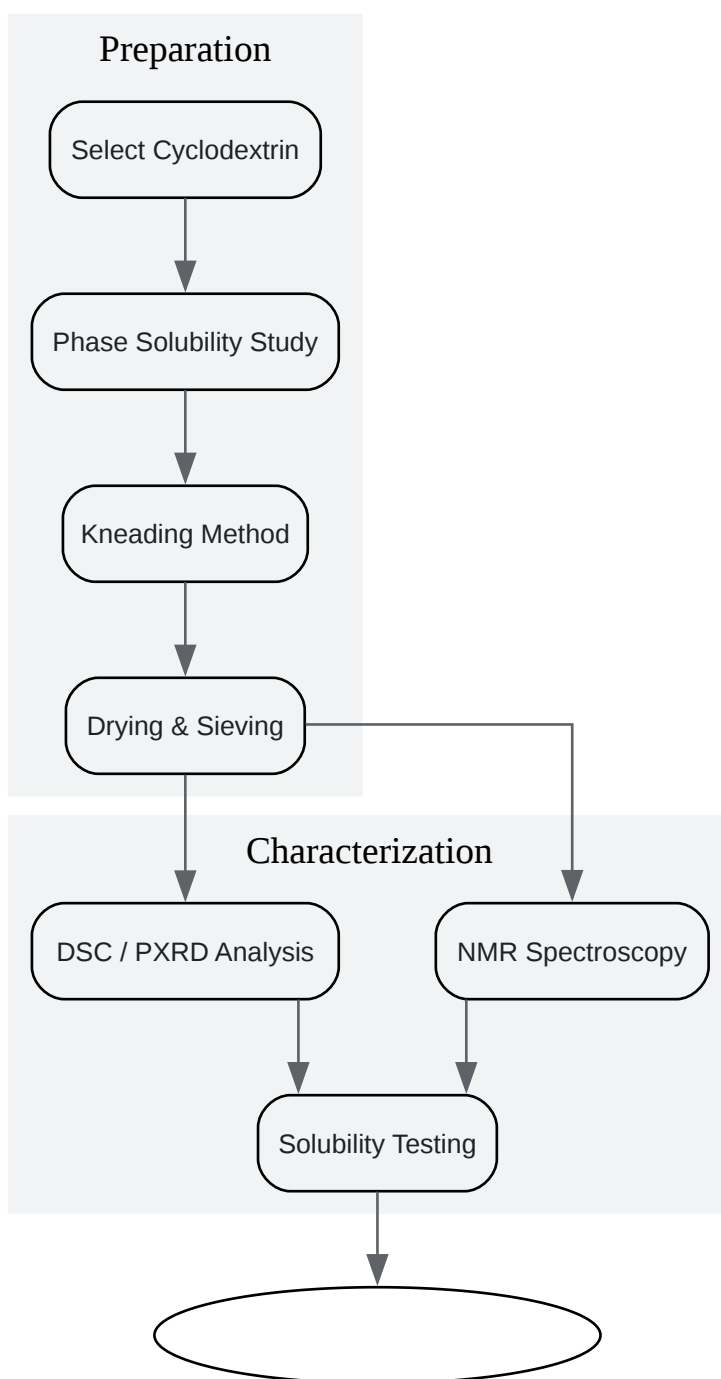 Preparation
Select Cyclodextrin
Phase Solubility Study
Kneading Method
Drying & Sieving
Characterization
DSC / PXRD Analysis
NMR Spectroscopy
Solubility Testing